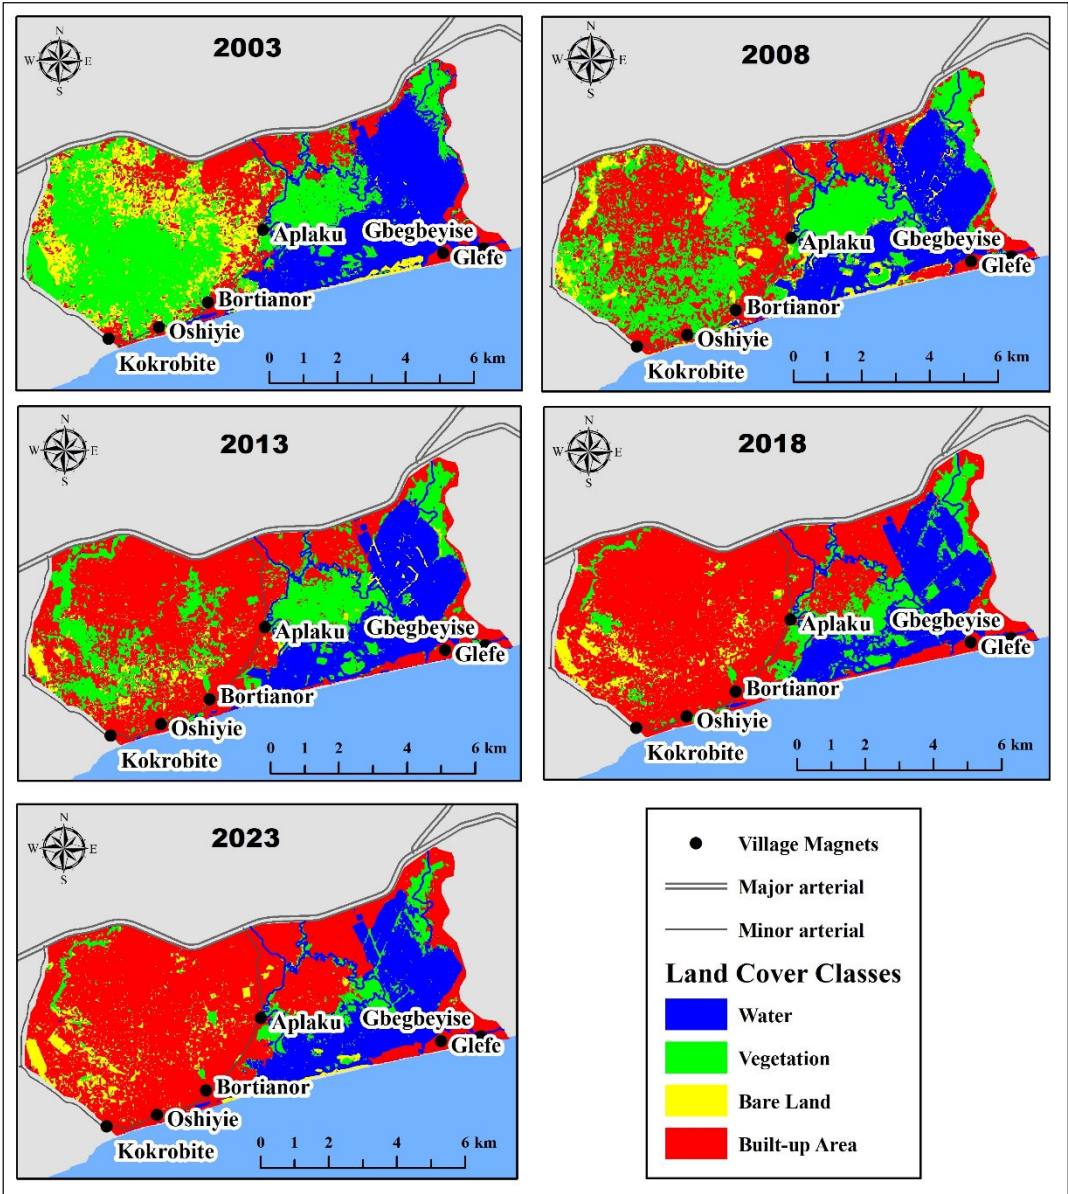 2003
N
W E
S
Aplaku
Gbegbeyise
Glefe
Bortianor
Oshiyie
Kokrobite
0 1 2 4 6 km
2008
N
W E
S
Aplaku
Gbegbeyise
Glefe
Bortianor
Oshiyie
Kokrobite
0 1 2 4 6 km
2013
N
W E
S
Aplaku
Gbegbeyise
Glefe
Bortianor
Oshiyie
Kokrobite
0 1 2 4 6 km
2018
N
W E
S
Aplaku
Gbegbeyise
Glefe
Bortianor
Oshiyie
Kokrobite
0 1 2 4 6 km
2023
N
W E
S
Aplaku
Gbegbeyise
Glefe
Bortianor
Oshiyie
Kokrobite
0 1 2 4 6 km
Village Magnets
Major arterial
Minor arterial
Land Cover Classes
Water
Vegetation
Bare Land
Built-up Area